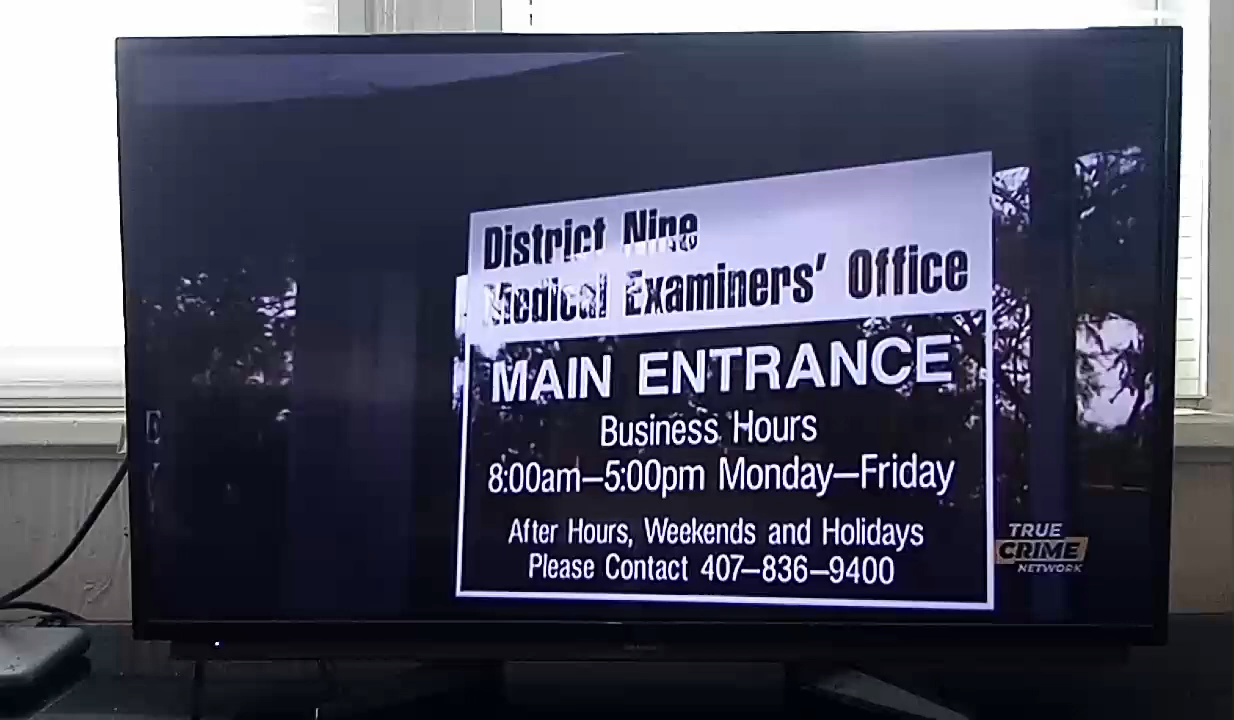 District Nine
Medical Examiners' Office
MAIN ENTRANCE
Business Hours
8:00am–5:00pm Monday–Friday
After Hours, Weekends and Holidays
Please Contact 407–836–9400
TRUE
CRIME
NETWORK